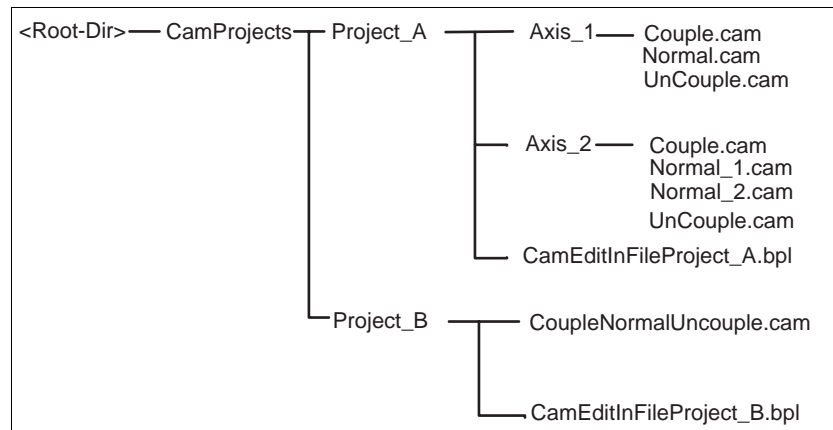 <Root-Dir> CamProjects Project_A Axis_1 Couple.cam
Normal.cam
UnCouple.cam
Axis_2 Couple.cam
Normal_1.cam
Normal_2.cam
UnCouple.cam
CamEditInFileProject_A.bpl
Project_B CoupleNormalUncouple.cam
CamEditInFileProject_B.bpl